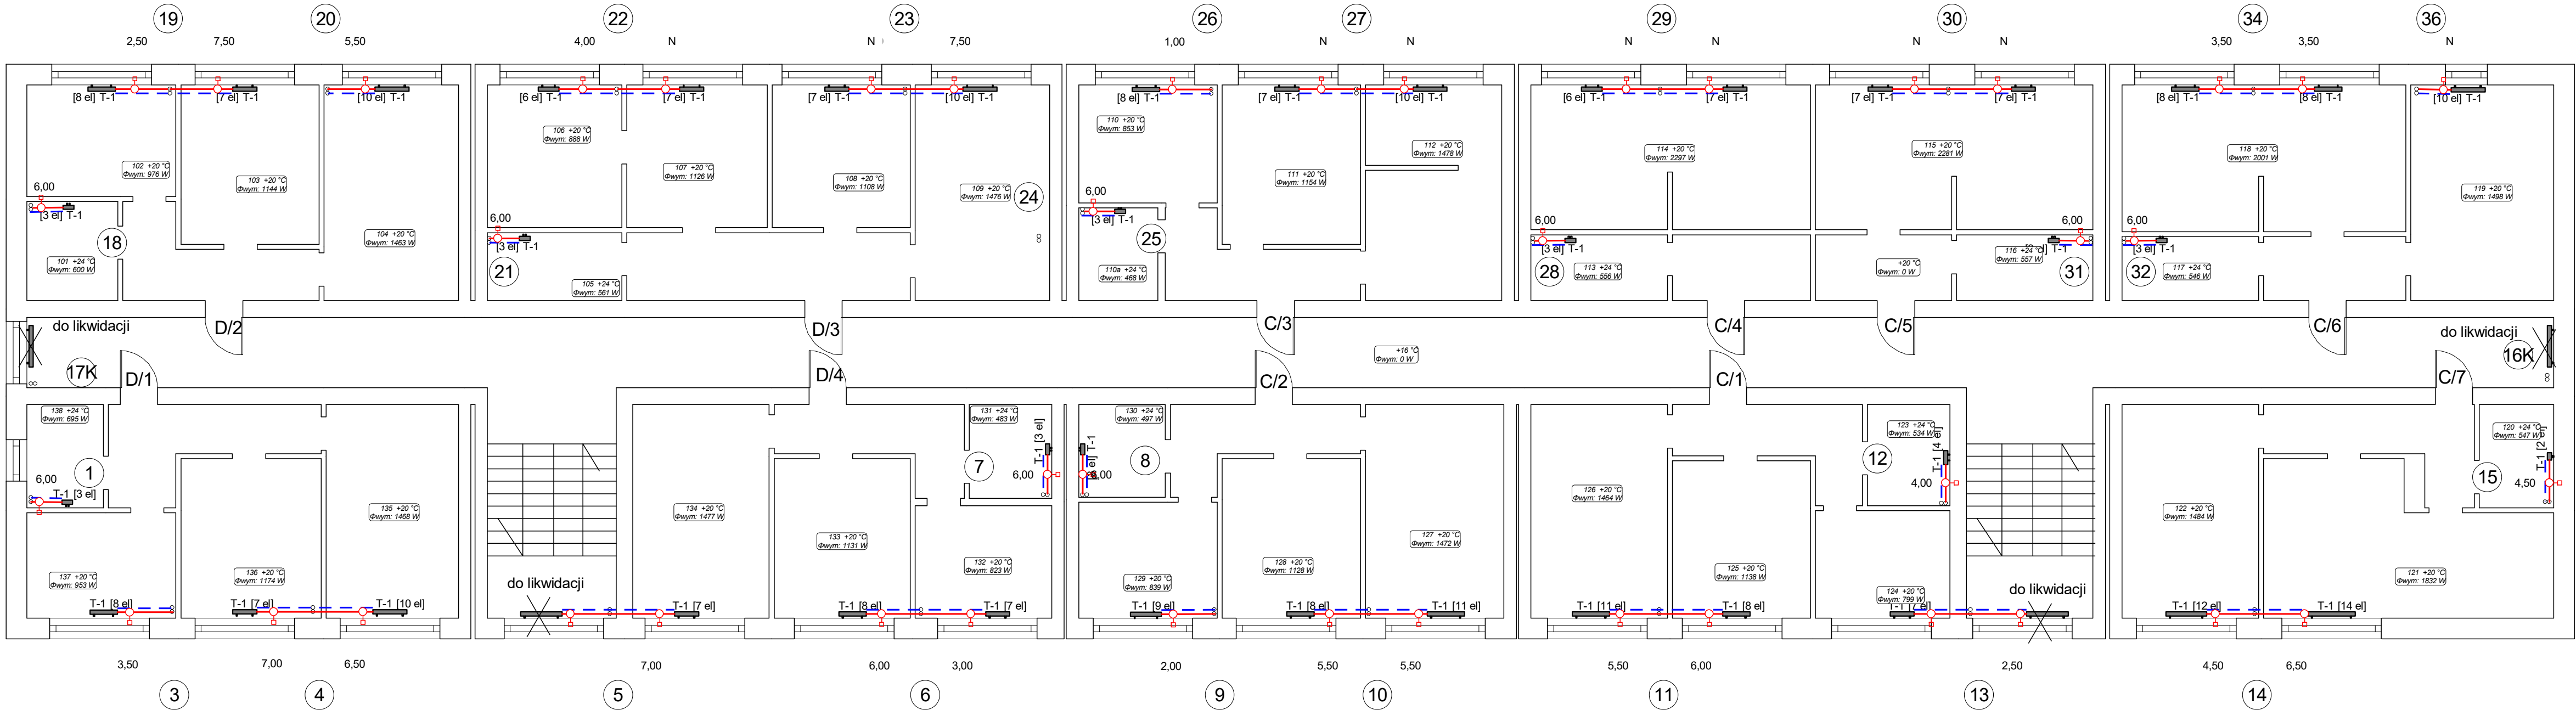 19 20 22 23 26 27 29 30 34 36
2,50 7,50 5,50 4,00 N N 7,50 1,00 N N N N N N 3,50 3,50 N
[8 el] T-1 [7 el] T-1 [10 el] T-1 [6 el] T-1 [7 el] T-1 [7 el] T-1 [10 el] T-1 [8 el] T-1 [7 el] T-1 [10 el] T-1 [6 el] T-1 [7 el] T-1 [7 el] T-1 [7 el] T-1 [8 el] T-1 [8 el] T-1 [10 el] T-1
102 +20 °C
Φwym: 976 W
103 +20 °C
Φwym: 1144 W
104 +20 °C
Φwym: 1463 W
6,00
[3 el] T-1
18
101 +24 °C
Φwym: 600 W
106 +20 °C
Φwym: 888 W
107 +20 °C
Φwym: 1126 W
108 +20 °C
Φwym: 1108 W
109 +20 °C
Φwym: 1476 W
24
6,00
[3 el] T-1
21
105 +24 °C
Φwym: 561 W
110 +20 °C
Φwym: 853 W
111 +20 °C
Φwym: 1154 W
112 +20 °C
Φwym: 1478 W
6,00
[3 el] T-1
25
110a +24 °C
Φwym: 468 W
114 +20 °C
Φwym: 2297 W
115 +20 °C
Φwym: 2281 W
6,00
[3 el] T-1
28
113 +24 °C
Φwym: 556 W
+20 °C
Φwym: 0 W
6,00
T-1
116 +24 °C
Φwym: 557 W
31
118 +20 °C
Φwym: 2001 W
119 +20 °C
Φwym: 1498 W
6,00
[3 el] T-1
32
117 +24 °C
Φwym: 546 W
do likwidacji
17K
D/2 D/3 C/3 C/4 C/5 C/6
+16 °C
Φwym: 0 W
do likwidacji
16K
D/1 D/4 C/2 C/1 C/7
138 +24 °C
Φwym: 695 W
1
6,00
T-1 [3 el]
137 +20 °C
Φwym: 953 W
136 +20 °C
Φwym: 1174 W
135 +20 °C
Φwym: 1468 W
do likwidacji
134 +20 °C
Φwym: 1477 W
133 +20 °C
Φwym: 1131 W
131 +24 °C
Φwym: 483 W
T-1 [3 el]
7
6,00
132 +20 °C
Φwym: 823 W
130 +24 °C
Φwym: 497 W
T-1
8
6,00
129 +20 °C
Φwym: 839 W
128 +20 °C
Φwym: 1128 W
127 +20 °C
Φwym: 1472 W
126 +20 °C
Φwym: 1464 W
125 +20 °C
Φwym: 1138 W
123 +24 °C
Φwym: 534 W
T-1 [4 el]
12
4,00
124 +20 °C
Φwym: 799 W
do likwidacji
122 +20 °C
Φwym: 1484 W
121 +20 °C
Φwym: 1832 W
120 +24 °C
Φwym: 547 W
T-1 [2 el]
15
4,50
T-1 [8 el] T-1 [7 el] T-1 [10 el] T-1 [7 el] T-1 [8 el] T-1 [7 el] T-1 [9 el] T-1 [8 el] T-1 [11 el] T-1 [11 el] T-1 [8 el] T-1 [7 el] T-1 [12 el] T-1 [14 el]
3,50 7,00 6,50 7,00 6,00 3,00 2,00 5,50 5,50 5,50 6,00 2,50 4,50 6,50
3 4 5 6 9 10 11 13 14